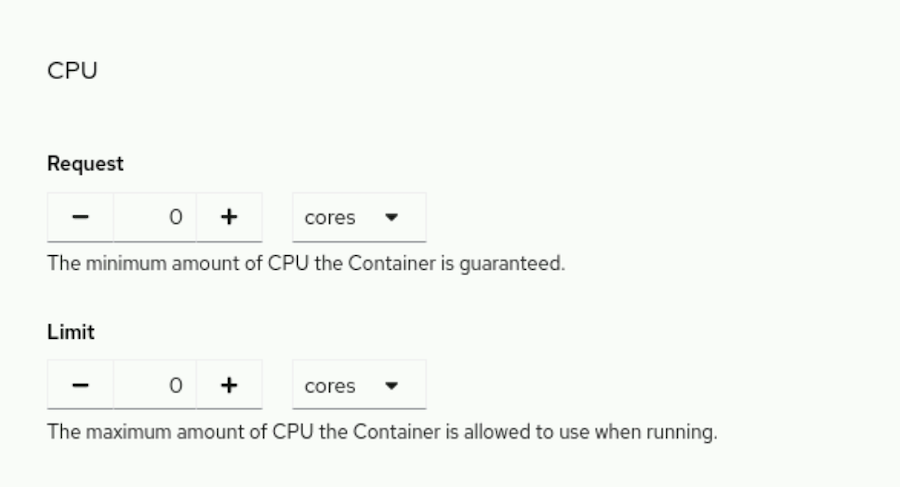 CPU
Request
− 0 + cores
The minimum amount of CPU the Container is guaranteed.
Limit
− 0 + cores
The maximum amount of CPU the Container is allowed to use when running.